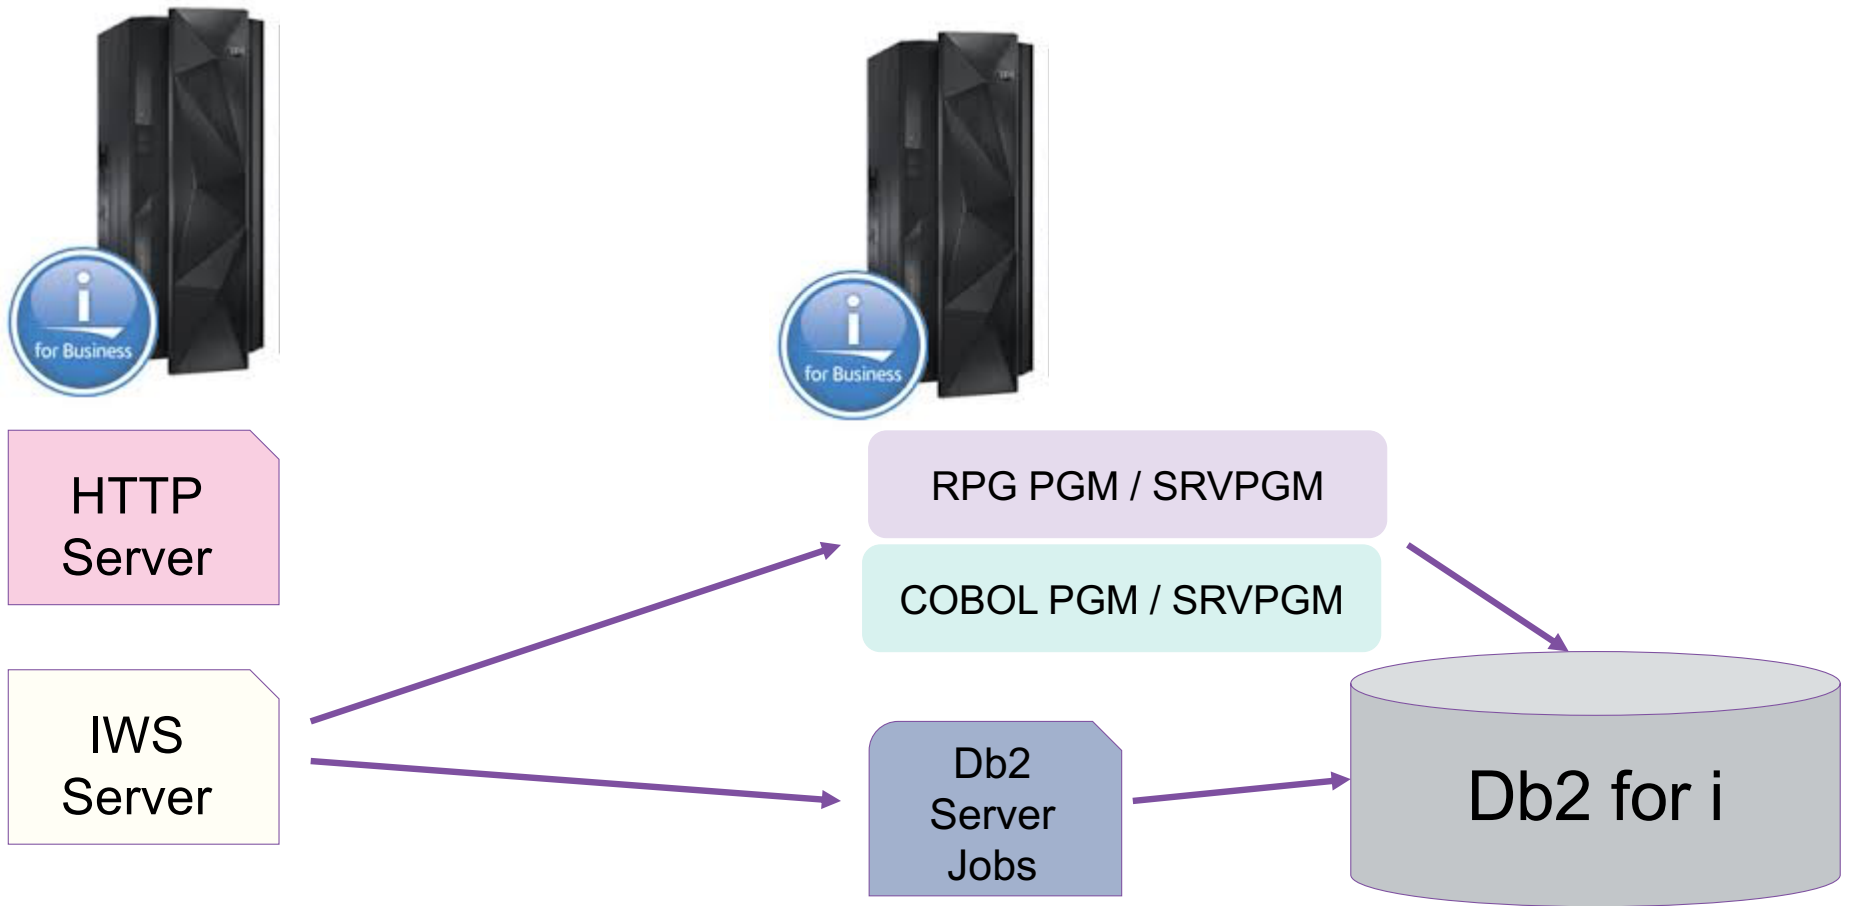 i
for Business
i
for Business
HTTP
Server
RPG PGM / SRVPGM
COBOL PGM / SRVPGM
IWS
Server
Db2
Server
Jobs
Db2 for i